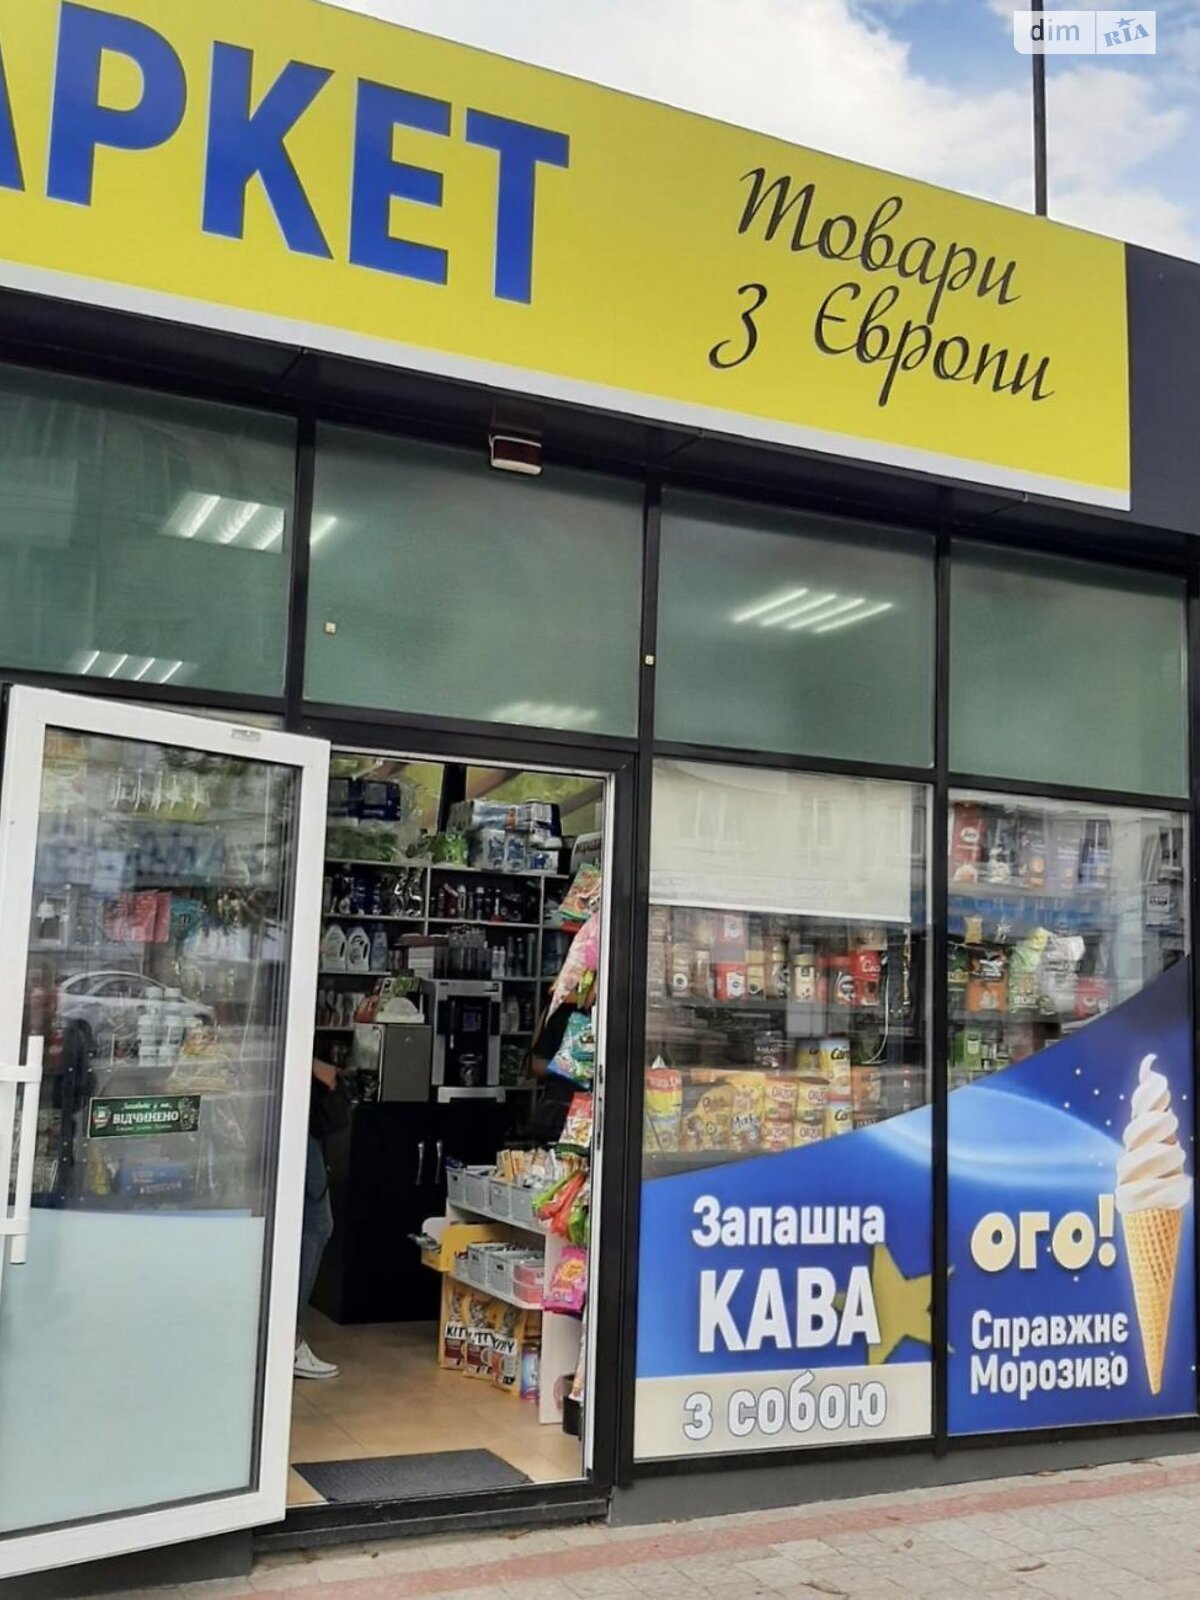 dim RIA
АРКЕТ
Товари
з Європи
ВІДЧИНЕНО
Запашна
КАВА
з собою
ОГО!
Справжнє
Морозиво